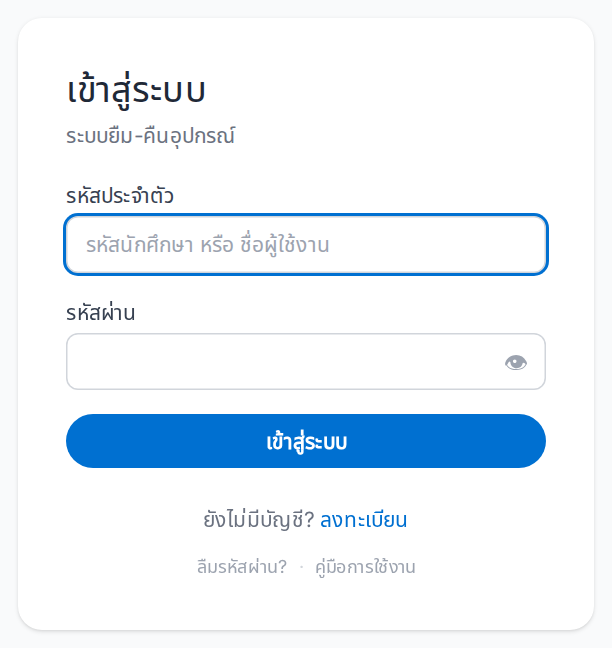 เข้าสู่ระบบ
ระบบยืม-คืนอุปกรณ์
รหัสประจำตัว
รหัสนักศึกษา หรือ ชื่อผู้ใช้งาน
รหัสผ่าน
เข้าสู่ระบบ
ยังไม่มีบัญชี? ลงทะเบียน
ลืมรหัสผ่าน? · คู่มือการใช้งาน